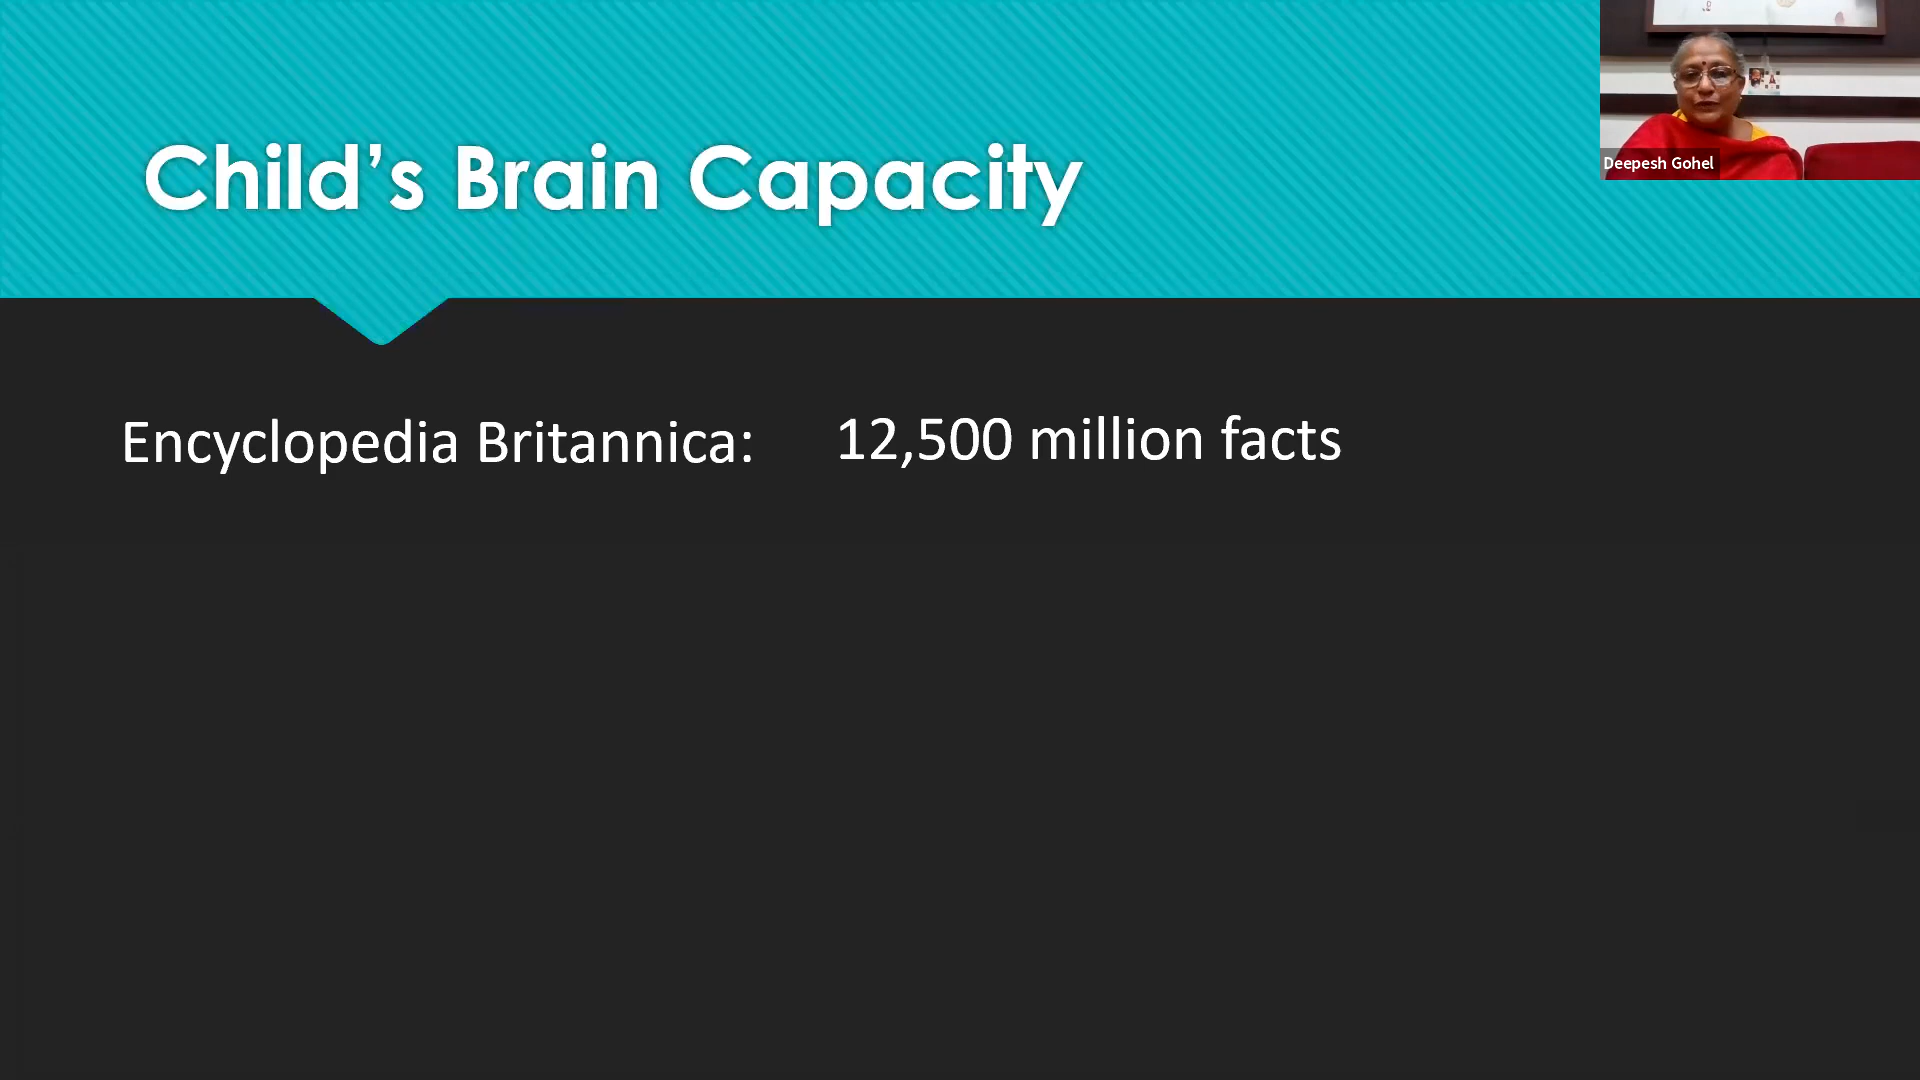 Child’s Brain Capacity
Deepesh Gohel
Encyclopedia Britannica: 12,500 million facts